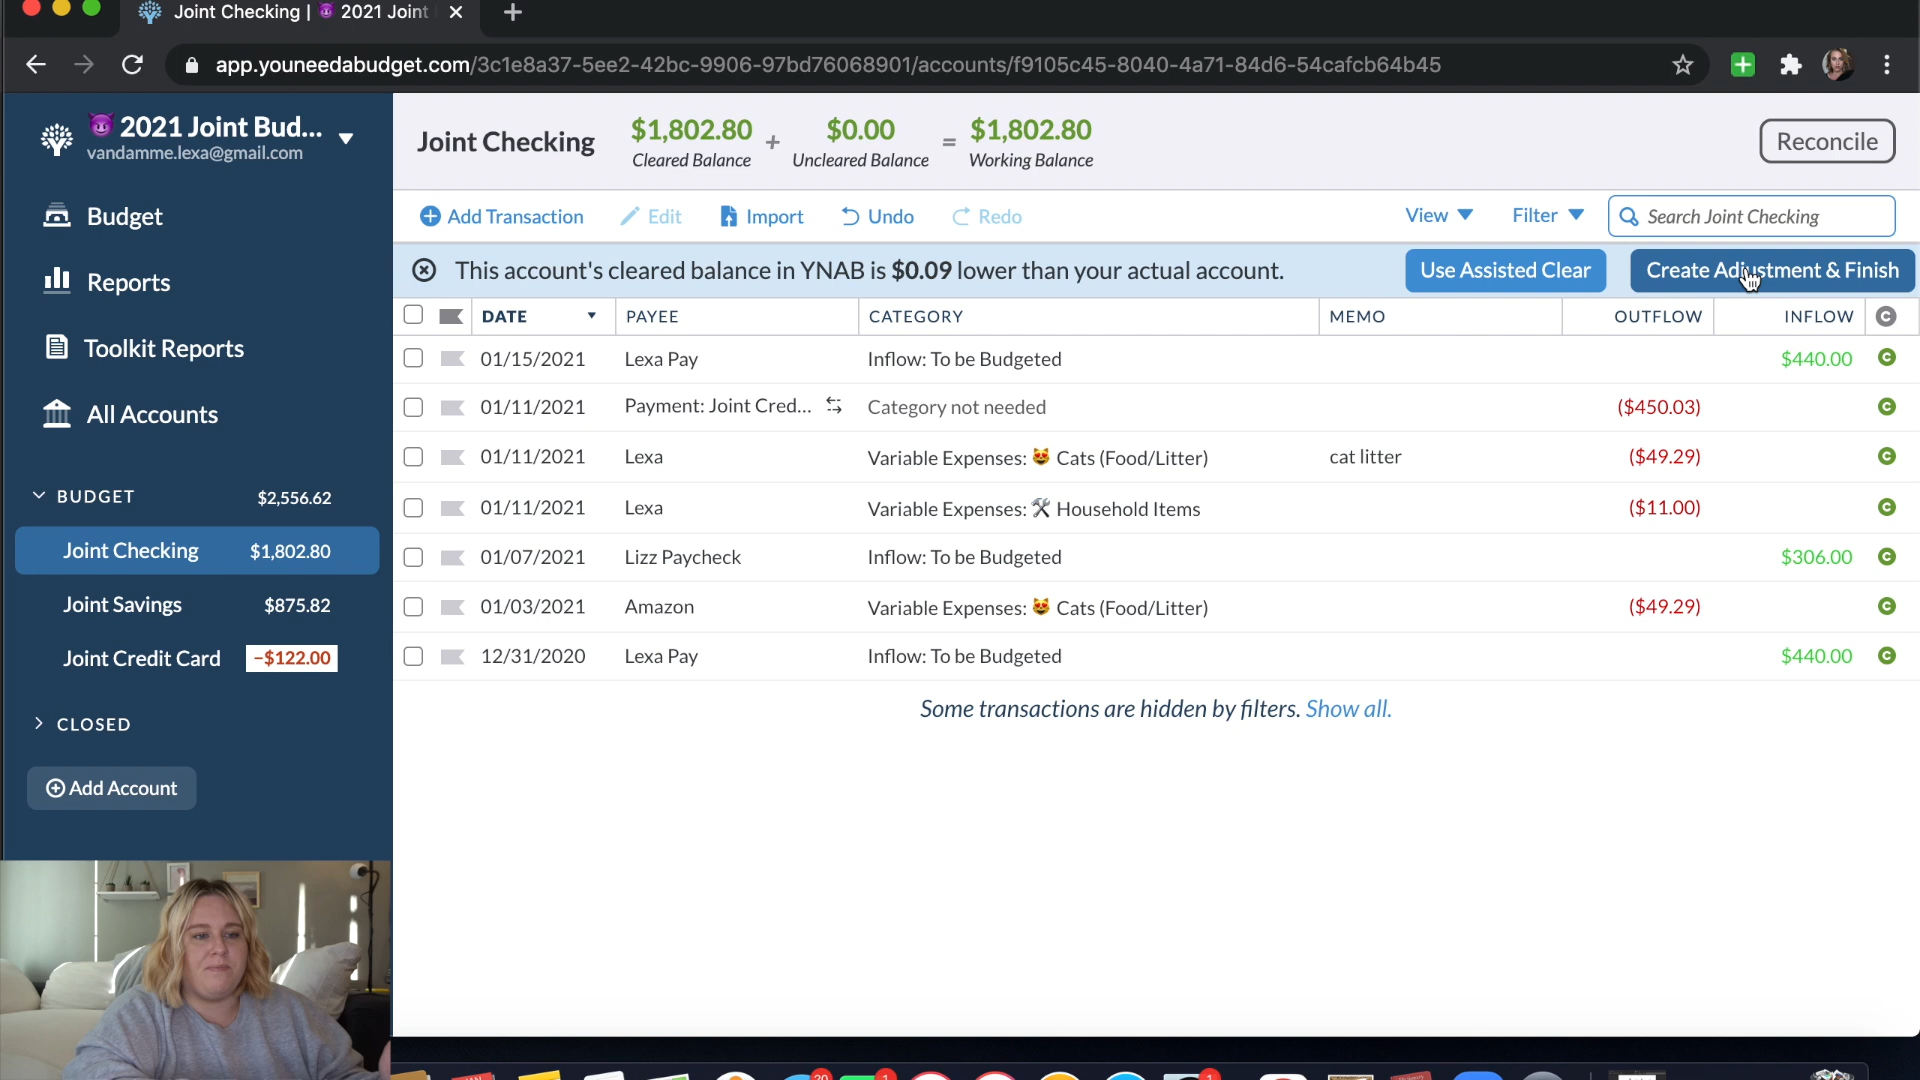 Joint Checking | 😈 2021 Joint
app.youneedabudget.com/3c1e8a37-5ee2-42bc-9906-97bd76068901/accounts/f9105c45-8040-4a71-84d6-54cafcb64b45
😈 2021 Joint Bud...
vandamme.lexa@gmail.com
Budget
Reports
Toolkit Reports
All Accounts
BUDGET $2,556.62
Joint Checking $1,802.80
Joint Savings $875.82
Joint Credit Card -$122.00
CLOSED
Add Account
Joint Checking
$1,802.80 + $0.00 = $1,802.80
Cleared Balance Uncleared Balance Working Balance
Reconcile
Add Transaction Edit Import Undo Redo View Filter Search Joint Checking
This account's cleared balance in YNAB is $0.09 lower than your actual account. Use Assisted Clear Create Adjustment & Finish
DATE PAYEE CATEGORY MEMO OUTFLOW INFLOW C
01/15/2021 Lexa Pay Inflow: To be Budgeted $440.00 C
01/11/2021 Payment: Joint Cred... Category not needed ($450.03) C
01/11/2021 Lexa Variable Expenses: 😻 Cats (Food/Litter) cat litter ($49.29) C
01/11/2021 Lexa Variable Expenses: 🛠 Household Items ($11.00) C
01/07/2021 Lizz Paycheck Inflow: To be Budgeted $306.00 C
01/03/2021 Amazon Variable Expenses: 😻 Cats (Food/Litter) ($49.29) C
12/31/2020 Lexa Pay Inflow: To be Budgeted $440.00 C
Some transactions are hidden by filters. Show all.